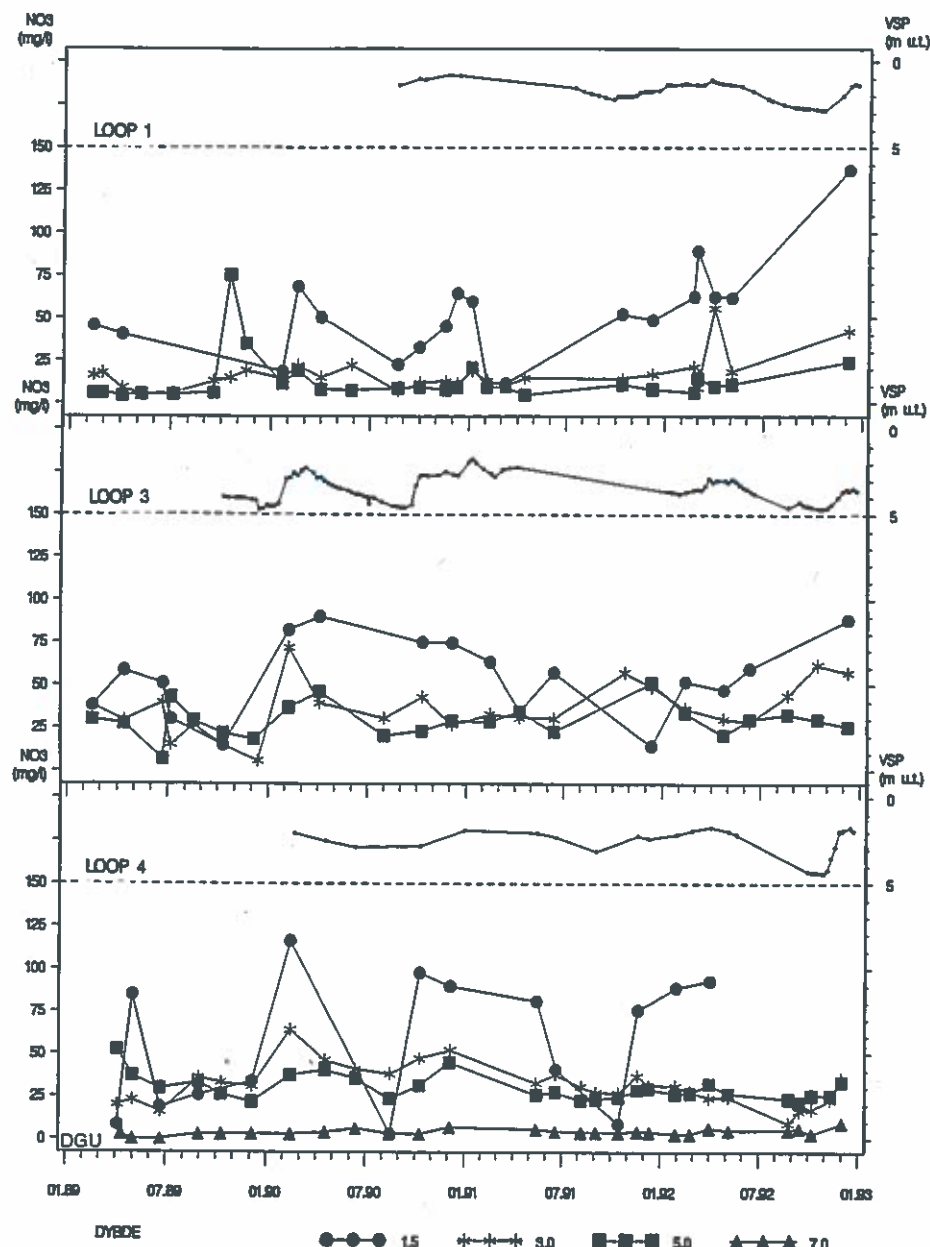 NO3
(mg/l)
VSP
(m u.t.)
0
LOOP 1
150
5
125
100
75
50
25
NO3
(mg/l)
VSP
(m u.t.)
0
LOOP 3
150
5
125
100
75
50
25
NO3
(mg/l)
VSP
(m u.t.)
0
LOOP 4
150
5
125
100
75
50
25
0
DGU
01.89 07.89 01.90 07.90 01.91 07.91 01.92 07.92 01.93
DYBDE 1.5 3.0 5.0 7.0